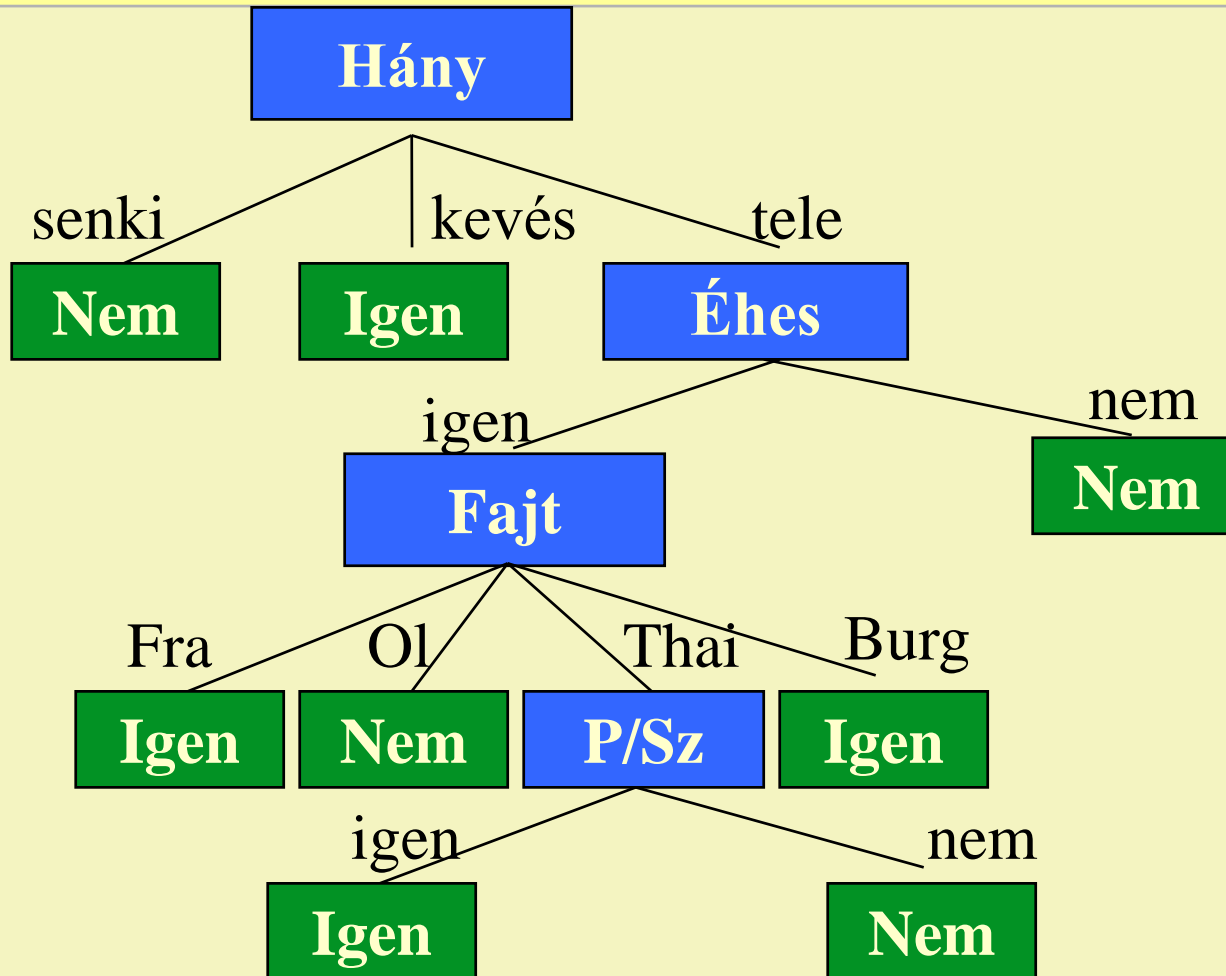 Hány
senki kevés tele
Nem Igen Éhes
igen nem
Fajt Nem
Fra Ol Thai Burg
Igen Nem P/Sz Igen
igen nem
Igen Nem